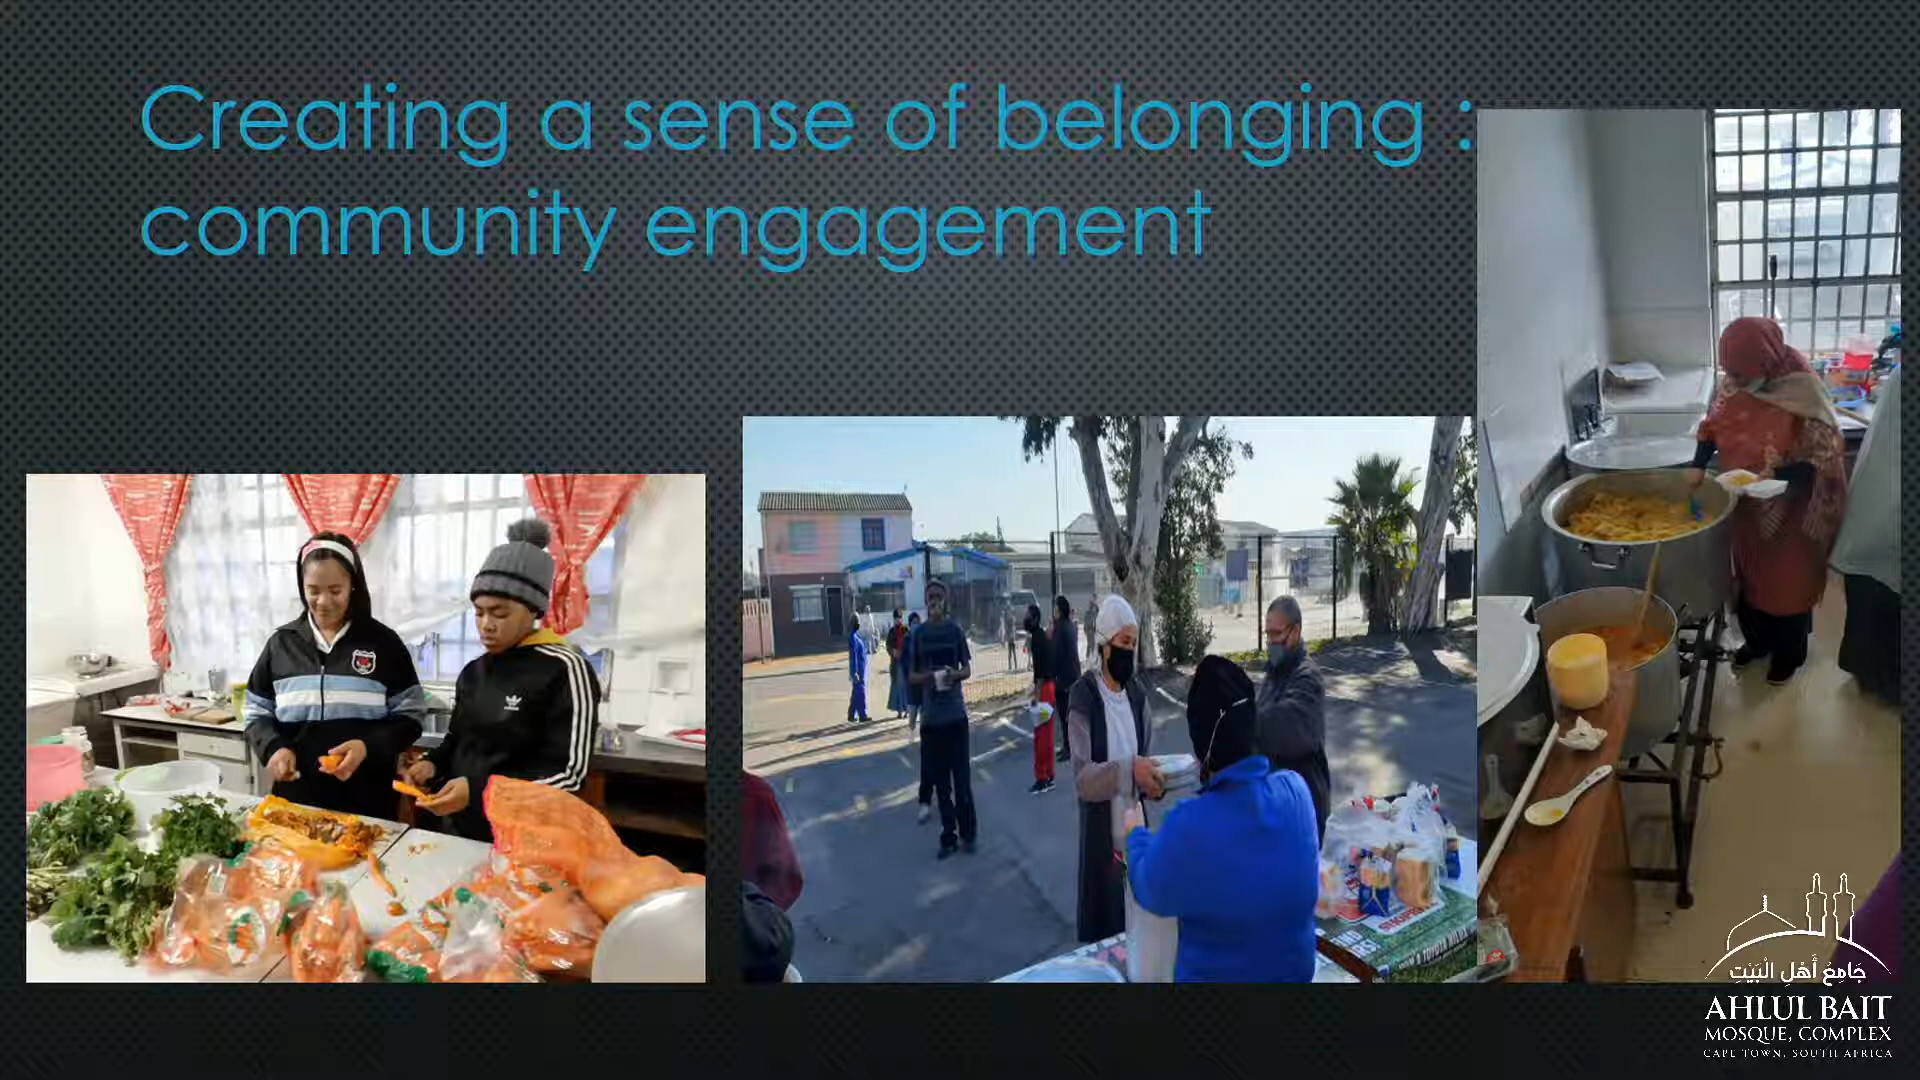 Creating a sense of belonging :
community engagement
جَامِعُ أَهْلِ الْبَيْتِ
AHLUL BAIT
MOSQUE, COMPLEX
CAPE TOWN, SOUTH AFRICA